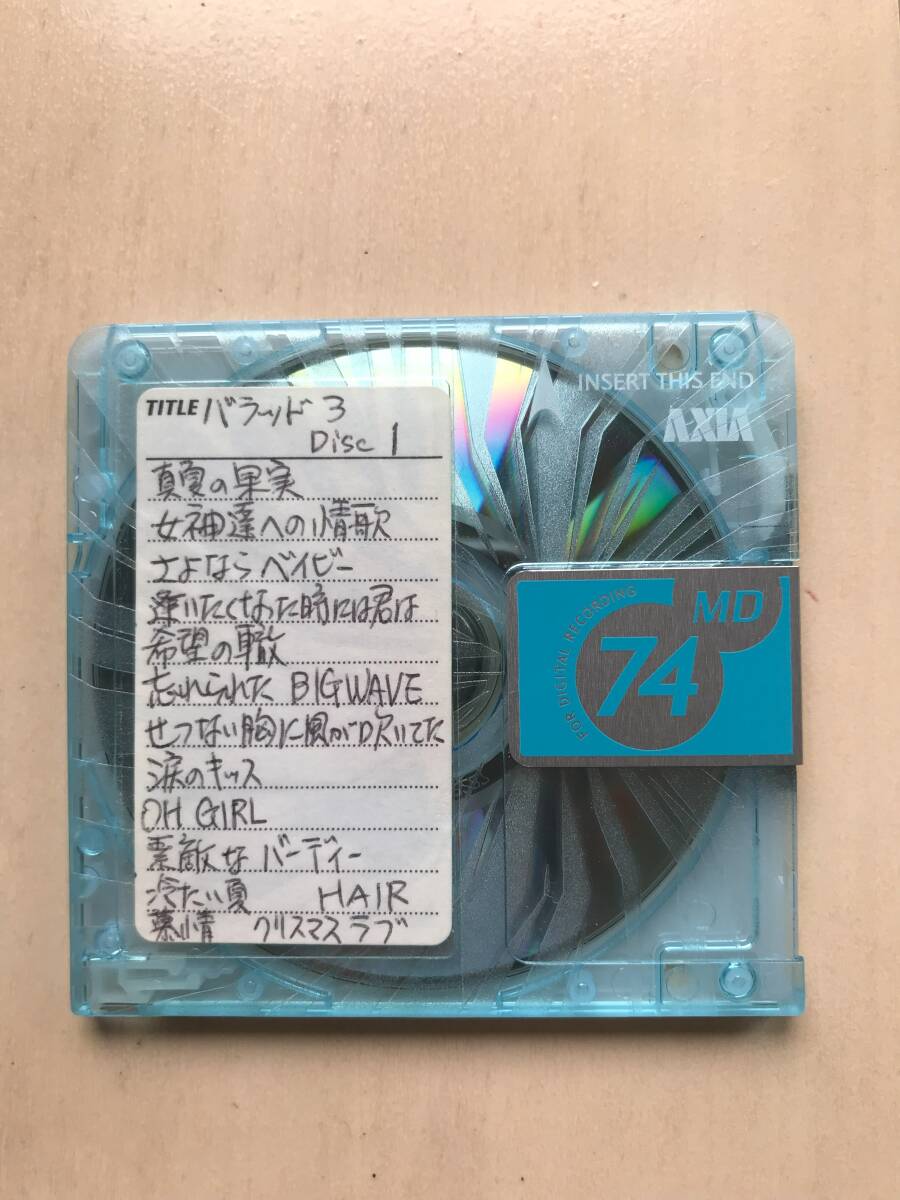 TITLE バラッド3
Disc 1
真夏の果実
女神達への情歌
さよならベイビー
逢いたくなった時には君は
希望の轍
忘れられた BIG WAVE
せつない胸に風が吹いてた
涙のキッス
OH GIRL
素敵なバーディー
冷たい夏 HAIR
慕情 クリスマスラブ
INSERT THIS END
AXIA
FOR DIGITAL RECORDING
MD
74